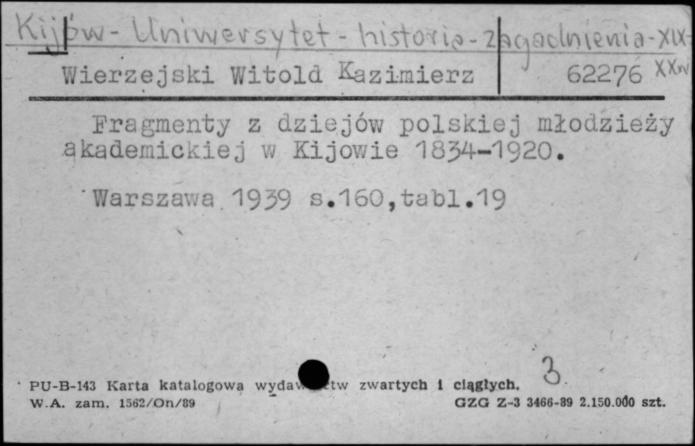 Kijów - Uniwersytet - historia - zagadnienia - XIX-
XXw
Wierzejski Witold Kazimierz 62276
Fragmenty z dziejów polskiej młodzieży
akademickiej w Kijowie 1834-1920.
Warszawa 1939 s.160,tabl.19
3
PU-B-143 Karta katalogowa wydawnictw zwartych i ciągłych.
W.A. zam. 1562/On/89 GZG Z-3 3466-89 2.150.000 szt.